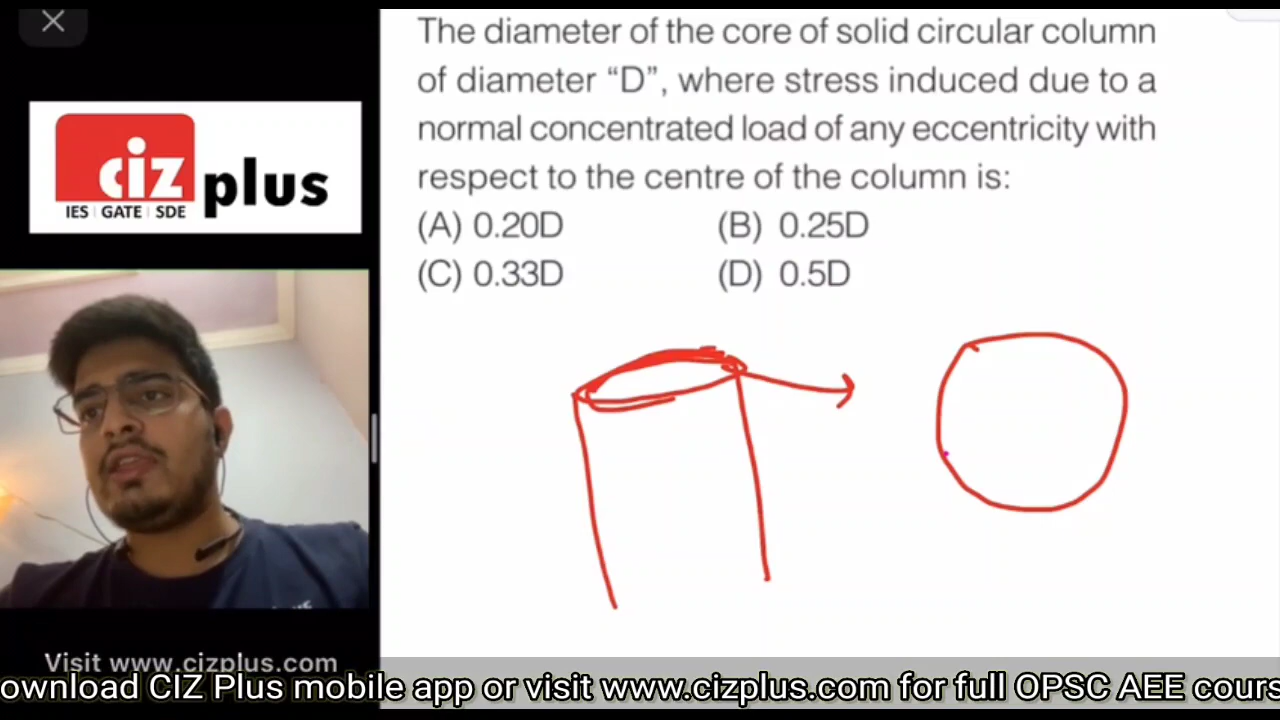 The diameter of the core of solid circular column
of diameter “D”, where stress induced due to a
normal concentrated load of any eccentricity with
respect to the centre of the column is:
(A) 0.20D (B) 0.25D
(C) 0.33D (D) 0.5D
ciz plus
IES | GATE | SDE
Visit www.cizplus.com
ownload CIZ Plus mobile app or visit www.cizplus.com for full OPSC AEE cours